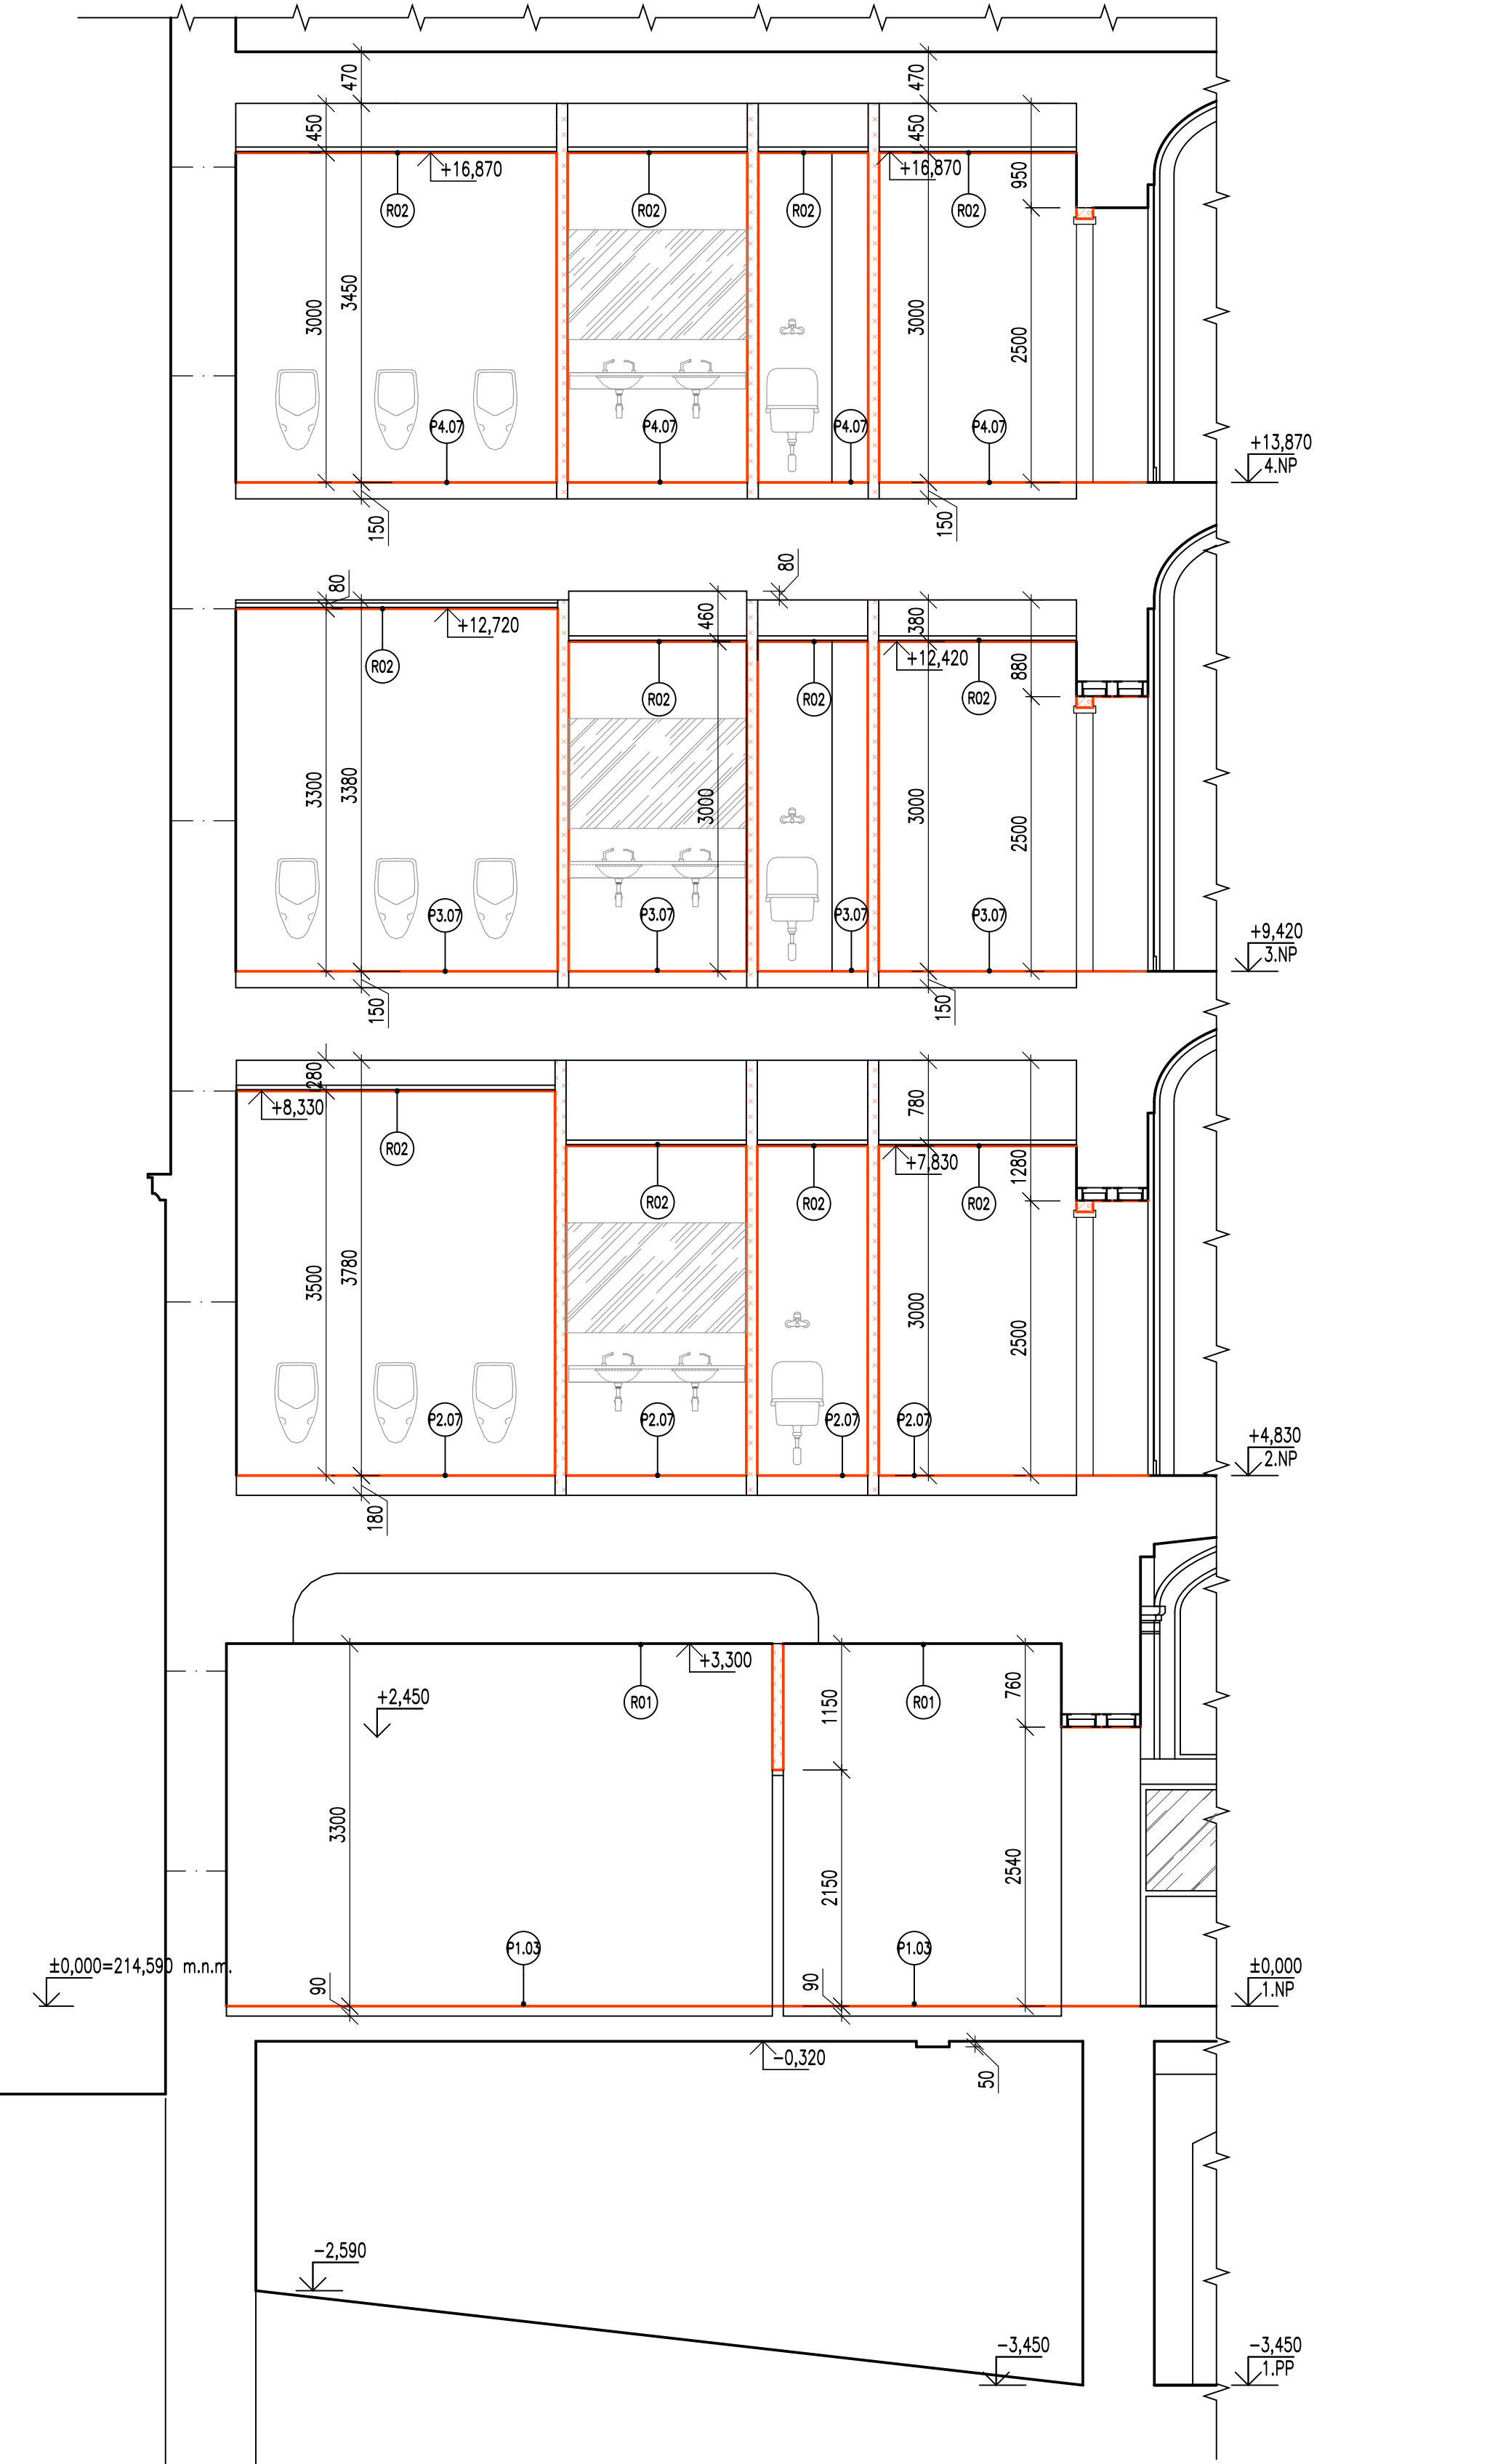 470
470
450
450
+16,870
+16,870
950
R02
R02
R02
R02
3000
3450
3000
2500
P4.07
P4.07
P4.07
P4.07
+13,870
4.NP
150
150
80
80
460
380
+12,720
+12,420
880
R02
R02
R02
R02
3300
3380
3000
3000
2500
P3.07
P3.07
P3.07
P3.07
+9,420
3.NP
150
150
280
780
+8,330
+7,830
1280
R02
R02
R02
R02
3500
3780
3000
2500
P2.07
P2.07
P2.07
P2.07
+4,830
2.NP
180
+3,300
+2,450
R01
R01
1150
760
3300
2150
2540
P1.03
P1.03
±0,000=214,590 m.n.m.
90
90
±0,000
1.NP
-0,320
50
-2,590
-3,450
-3,450
1.PP